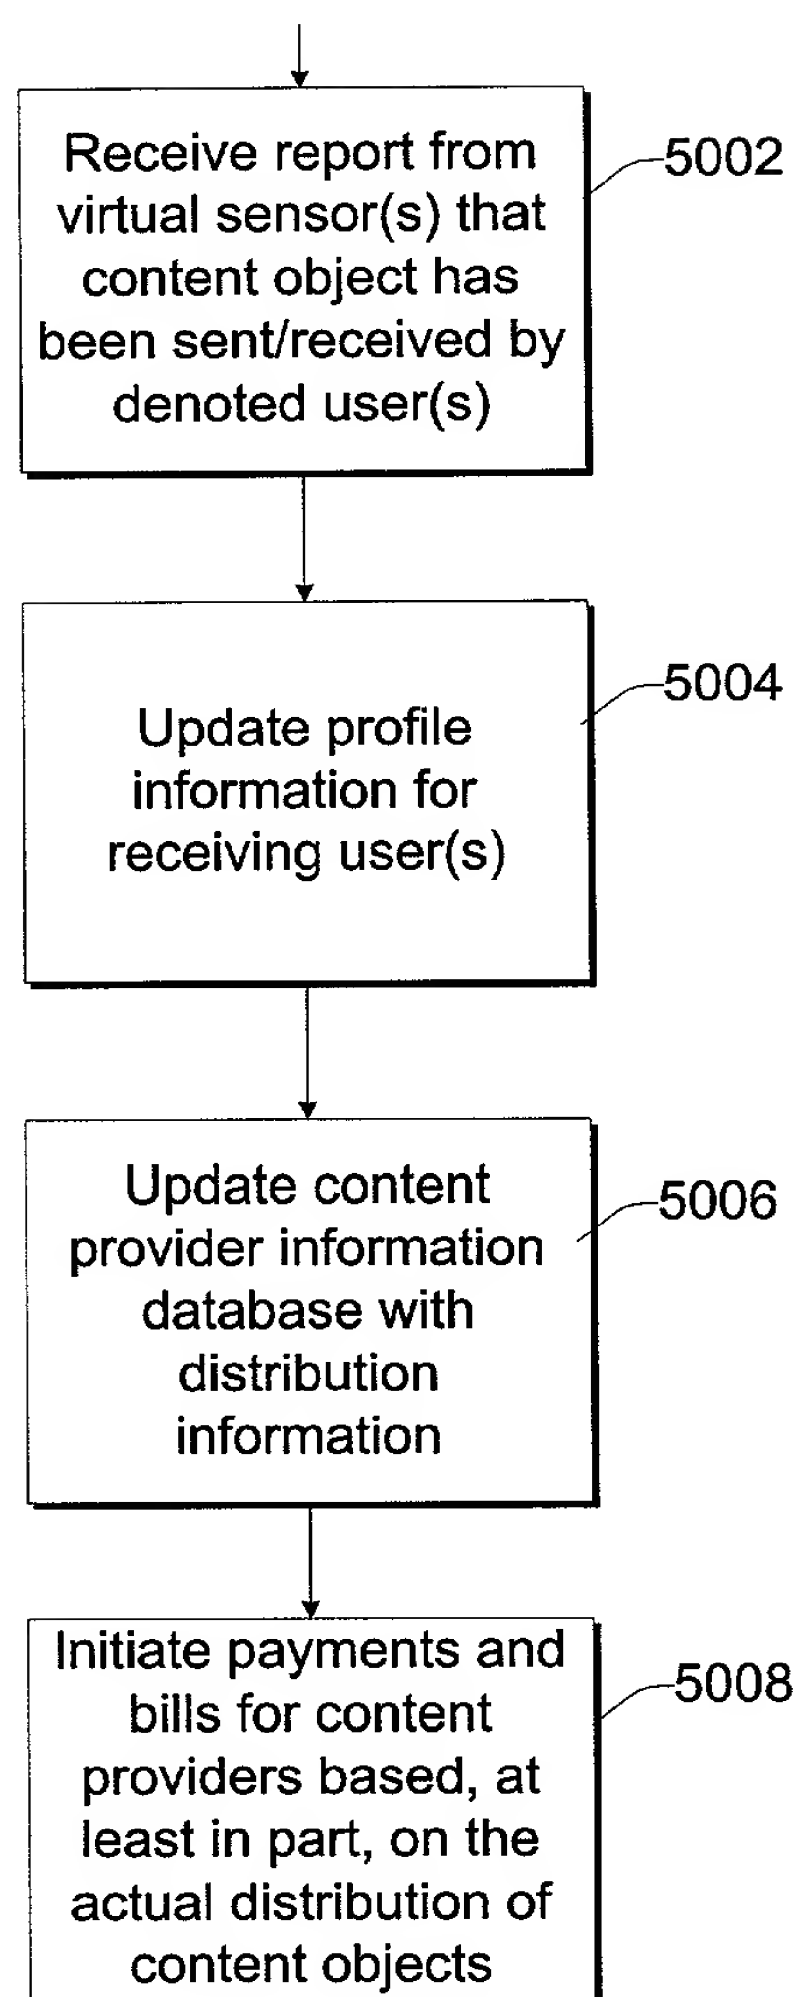 Receive report from
virtual sensor(s) that
content object has
been sent/received by
denoted user(s)
5002
Update profile
information for
receiving user(s)
5004
Update content
provider information
database with
distribution
information
5006
Initiate payments and
bills for content
providers based, at
least in part, on the
actual distribution of
content objects
5008